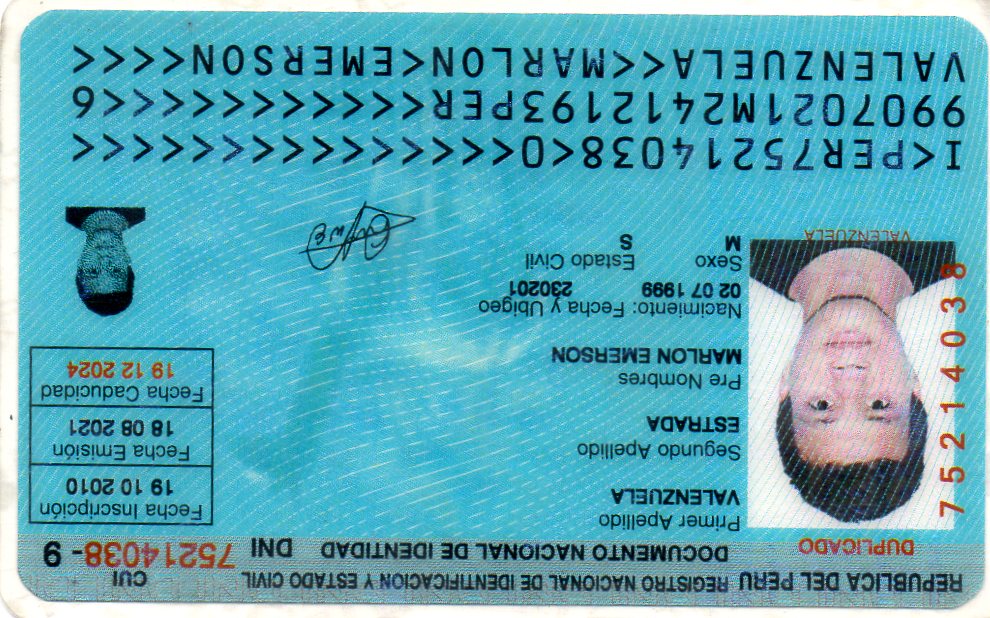 REPUBLICA DEL PERU REGISTRO NACIONAL DE IDENTIFICACION Y ESTADO CIVIL
DUPLICADO
DOCUMENTO NACIONAL DE IDENTIDAD DNI
CUI
75214038 - 9
75214038
VALENZUELA
Primer Apellido
VALENZUELA
Segundo Apellido
ESTRADA
Pre Nombres
MARLON EMERSON
Nacimiento: Fecha y Ubigeo
02 07 1999 230201
Sexo Estado Civil
M S
Fecha Inscripción
19 10 2010
Fecha Emisión
18 08 2021
Fecha Caducidad
19 12 2024
I<PER75214038<0<<<<<<<<<<<<<<<
9907021M2412193PER<<<<<<<<<<<6
VALENZUELA<<MARLON<EMERSON<<<<